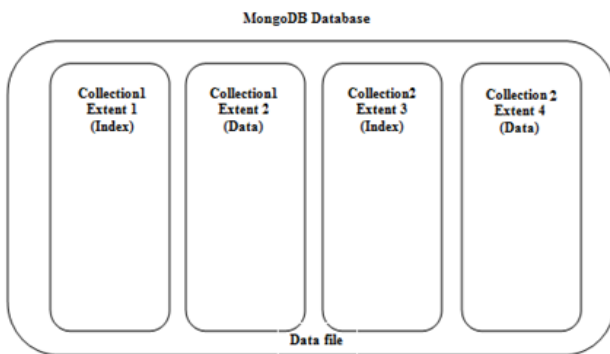 MongoDB Database
Collection1
Extent 1
(Index)
Collection1
Extent 2
(Data)
Collection2
Extent 3
(Index)
Collection 2
Extent 4
(Data)
Data file